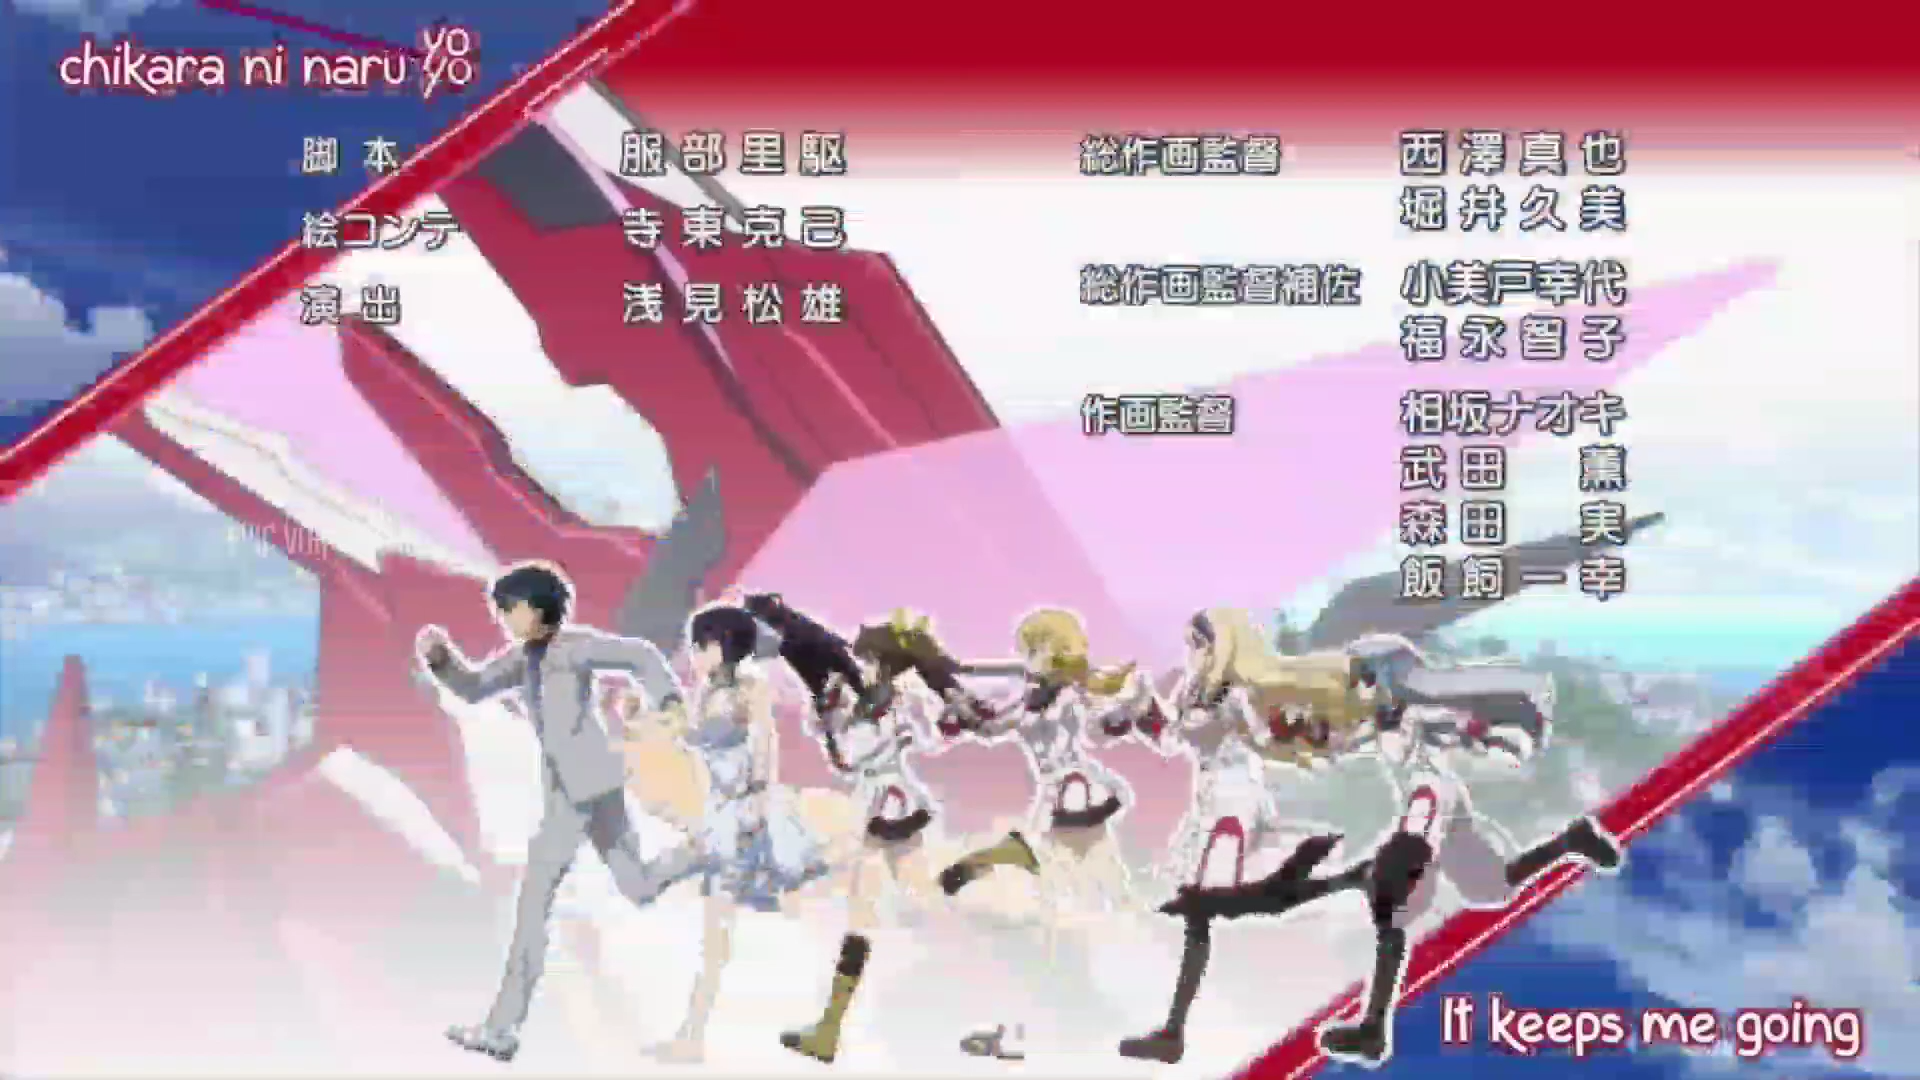 chikara ni naru yo
yo
脚本 服部里駆
絵コンテ 寺東克己
演出 浅見松雄
総作画監督 西澤真也
堀井久美
総作画監督補佐 小美戸幸代
福永智子
作画監督 相坂ナオキ
武田 薫
森田 実
飯飼一幸
It keeps me going